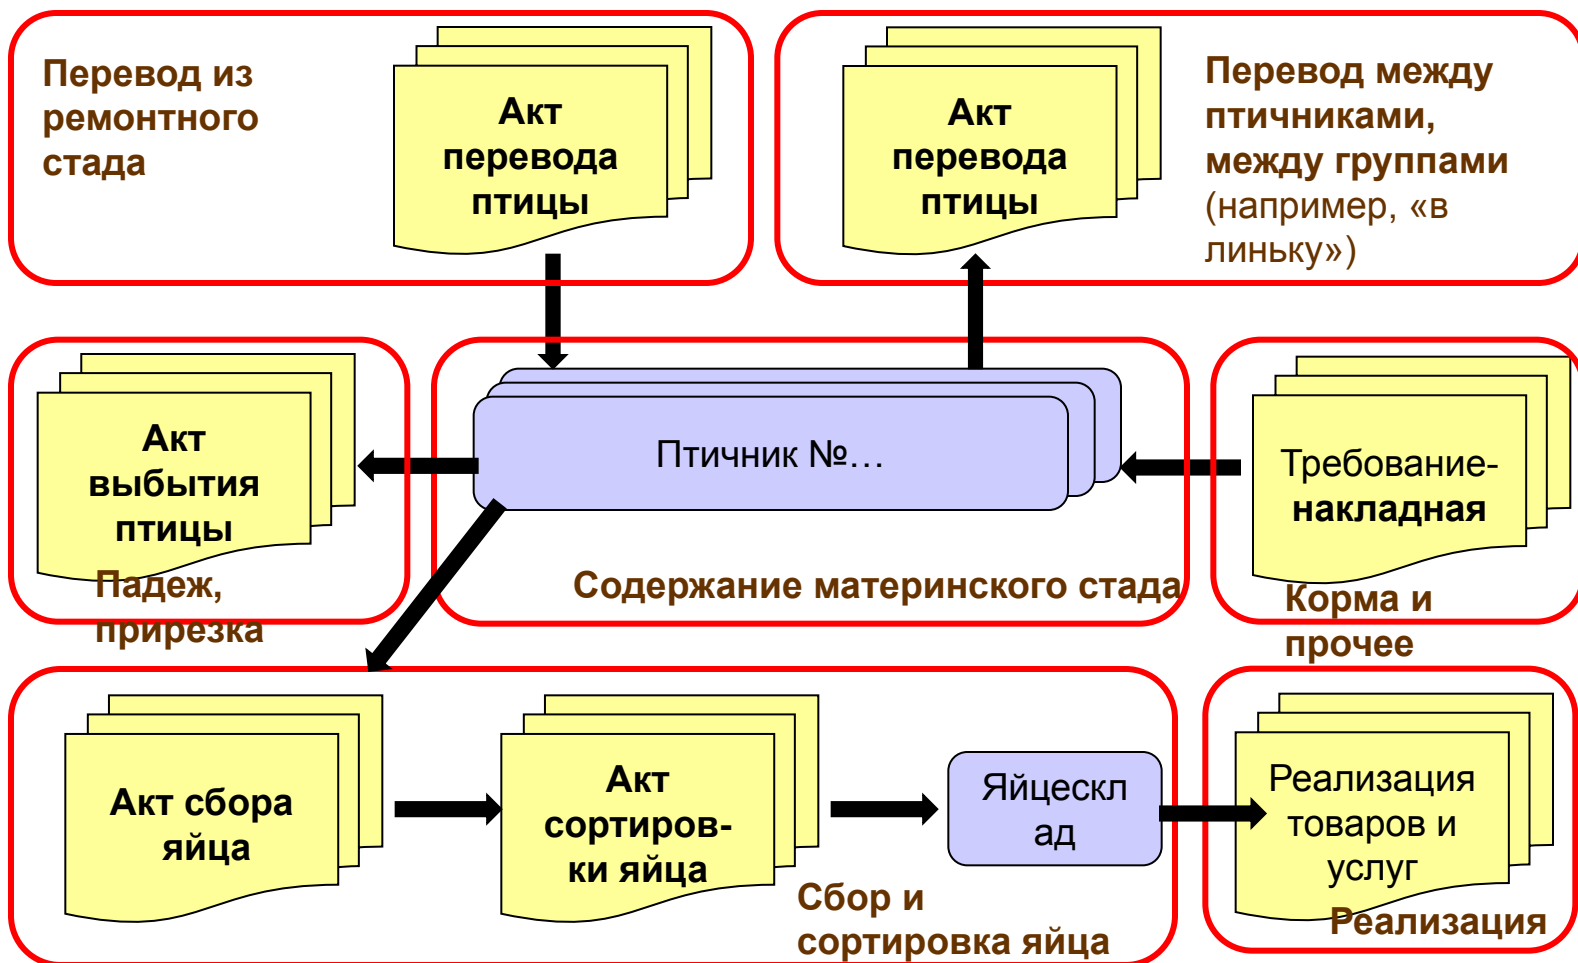 Перевод из
ремонтного
стада
Акт
перевода
птицы
Акт
перевода
птицы
Перевод между
птичниками,
между группами
(например, «в
линьку»)
Акт
выбытия
птицы
Падеж,
прирезка
Птичник №…
Содержание материнского стада
Требование-
накладная
Корма и
прочее
Акт сбора
яйца
Акт
сортиров-
ки яйца
Яйцескл
ад
Сбор и
сортировка яйца
Реализация
товаров и
услуг
Реализация